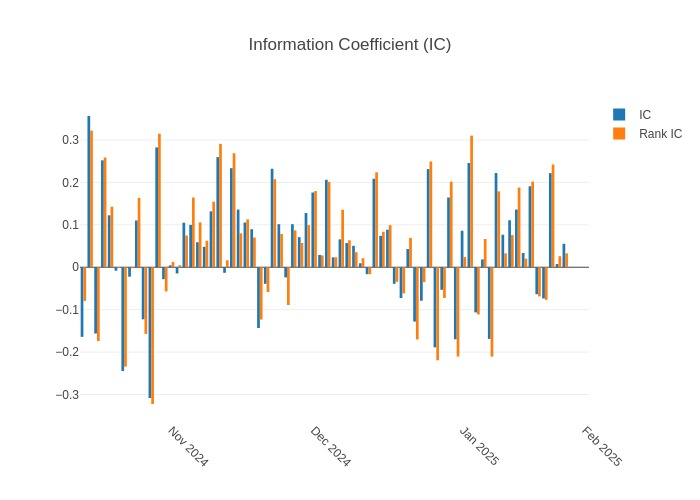 Information Coefficient (IC)
IC
Rank IC
0.3
0.2
0.1
0
−0.1
−0.2
−0.3
Nov 2024
Dec 2024
Jan 2025
Feb 2025